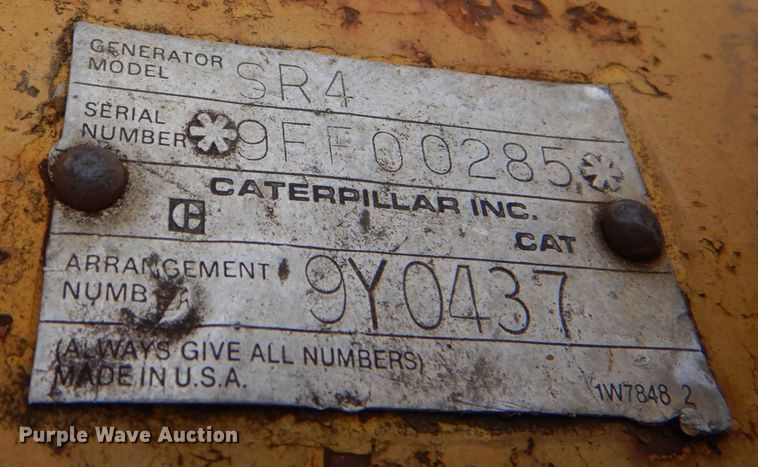 GENERATOR
MODEL SR4
SERIAL
NUMBER *9FF00285*
CATERPILLAR INC.
C CAT
ARRANGEMENT
NUMB 9Y0437
(ALWAYS GIVE ALL NUMBERS)
MADE IN U.S.A.
1W7848 2
Purple Wave Auction